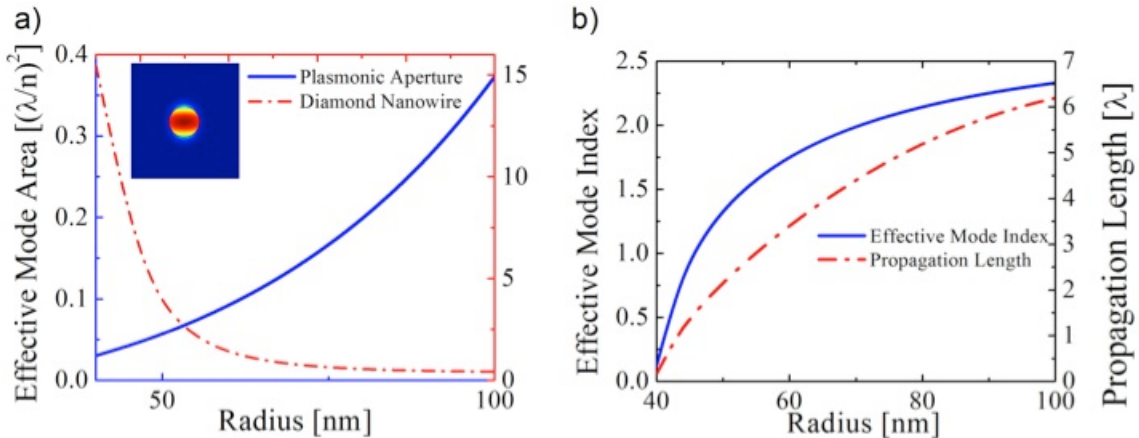 a)
Effective Mode Area [(λ/n)²]
0.4
0.3
0.2
0.1
0.0
Plasmonic Aperture
Diamond Nanowire
15
10
5
0
50
100
Radius [nm]
b)
Effective Mode Index
2.5
2.0
1.5
1.0
0.5
0.0
Effective Mode Index
Propagation Length
7
6
5
4
3
2
1
0
Propagation Length [λ]
40
60
80
100
Radius [nm]